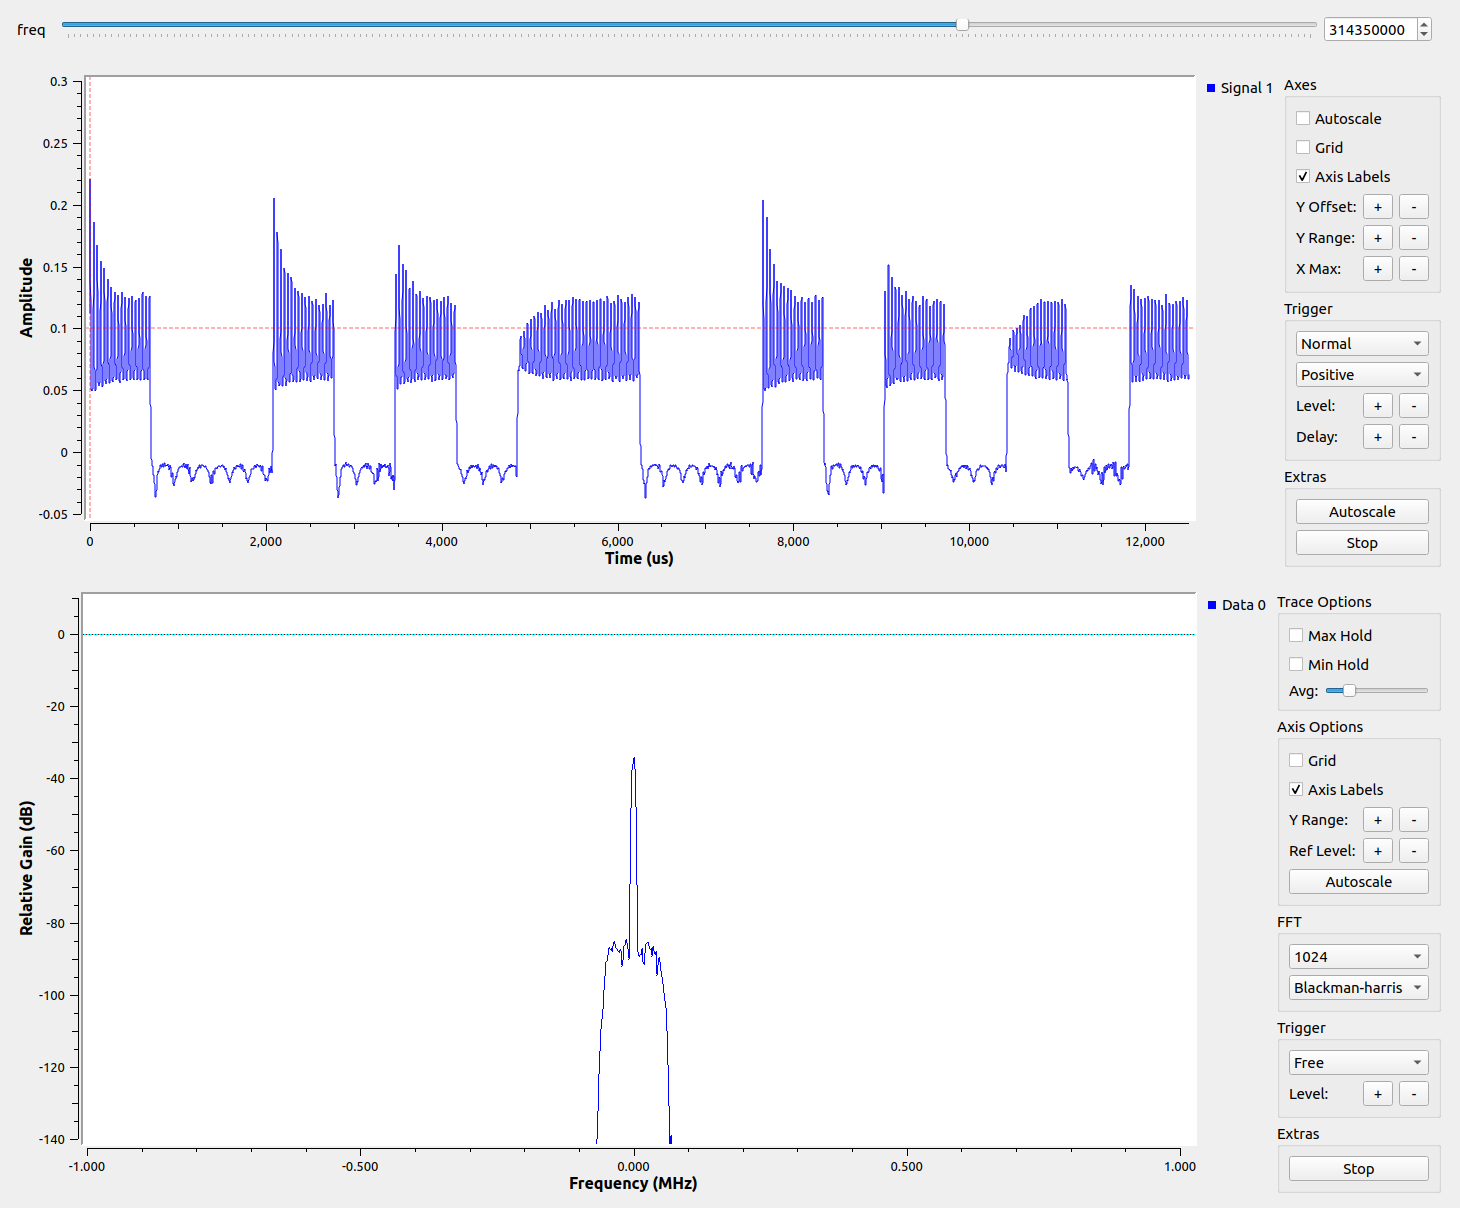 freq
314350000
0.3
0.25
0.2
0.15
0.1
0.05
0
-0.05
Amplitude
0
2,000
4,000
6,000
8,000
10,000
12,000
Time (us)
Signal 1
Axes
Autoscale
Grid
Axis Labels
Y Offset: + -
Y Range: + -
X Max: + -
Trigger
Normal
Positive
Level: + -
Delay: + -
Extras
Autoscale
Stop
0
-20
-40
-60
-80
-100
-120
-140
Relative Gain (dB)
-1.000
-0.500
0.000
0.500
1.000
Frequency (MHz)
Data 0
Trace Options
Max Hold
Min Hold
Avg:
Axis Options
Grid
Axis Labels
Y Range: + -
Ref Level: + -
Autoscale
FFT
1024
Blackman-harris
Trigger
Free
Level: + -
Extras
Stop